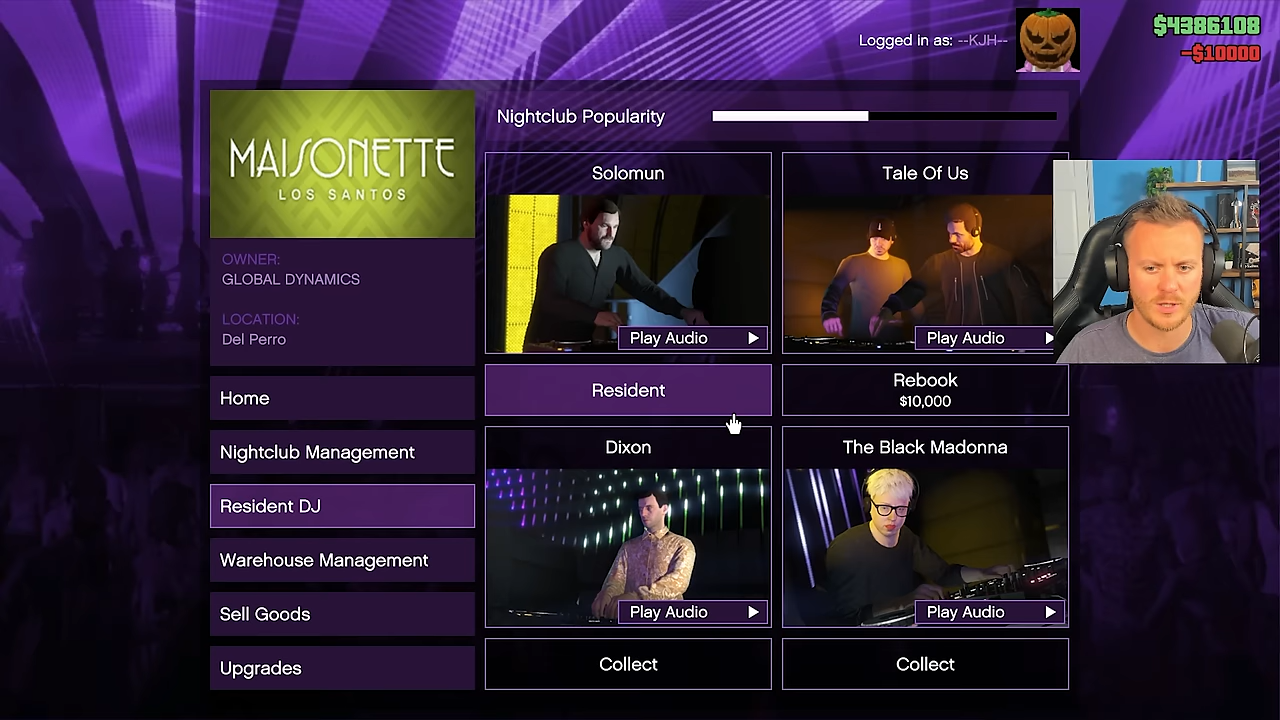 Logged in as: --KJH--
$4386108
-$10000
MAISONETTE
LOS SANTOS
OWNER:
GLOBAL DYNAMICS
LOCATION:
Del Perro
Home
Nightclub Management
Resident DJ
Warehouse Management
Sell Goods
Upgrades
Nightclub Popularity
Solomun
Play Audio
Resident
Tale Of Us
Play Audio
Rebook
$10,000
Dixon
Play Audio
Collect
The Black Madonna
Play Audio
Collect